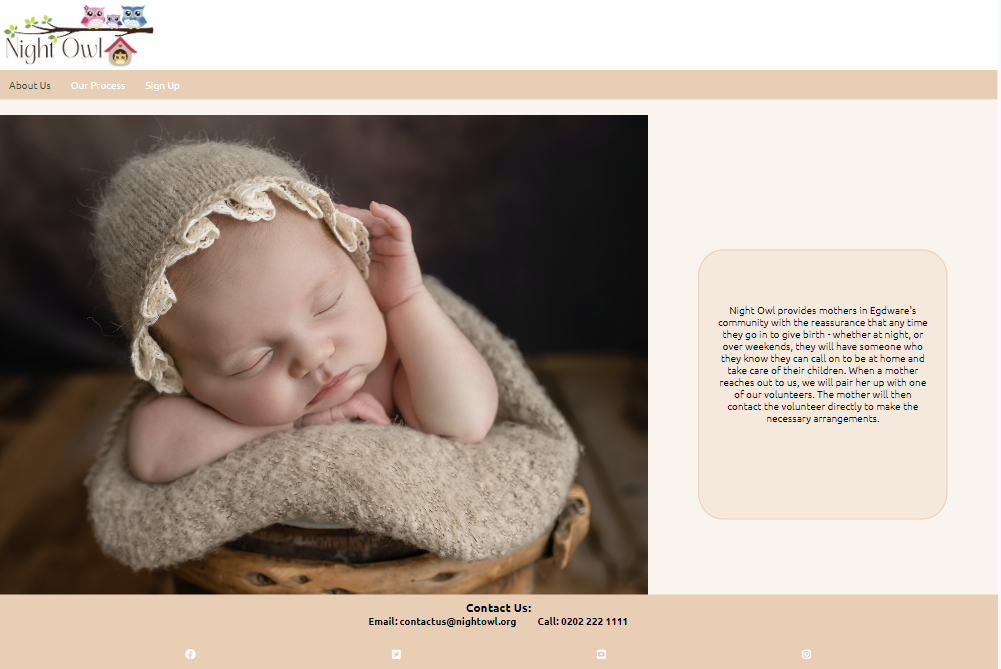 Night Owl
About Us Our Process Sign Up
Night Owl provides mothers in Egdware's
community with the reassurance that any time
they go in to give birth - whether at night, or
over weekends, they will have someone who
they know they can call on to be at home and
take care of their children. When a mother
reaches out to us, we will pair her up with one
of our volunteers. The mother will then
contact the volunteer directly to make the
necessary arrangements.
Contact Us:
Email: contactus@nightowl.org Call: 0202 222 1111